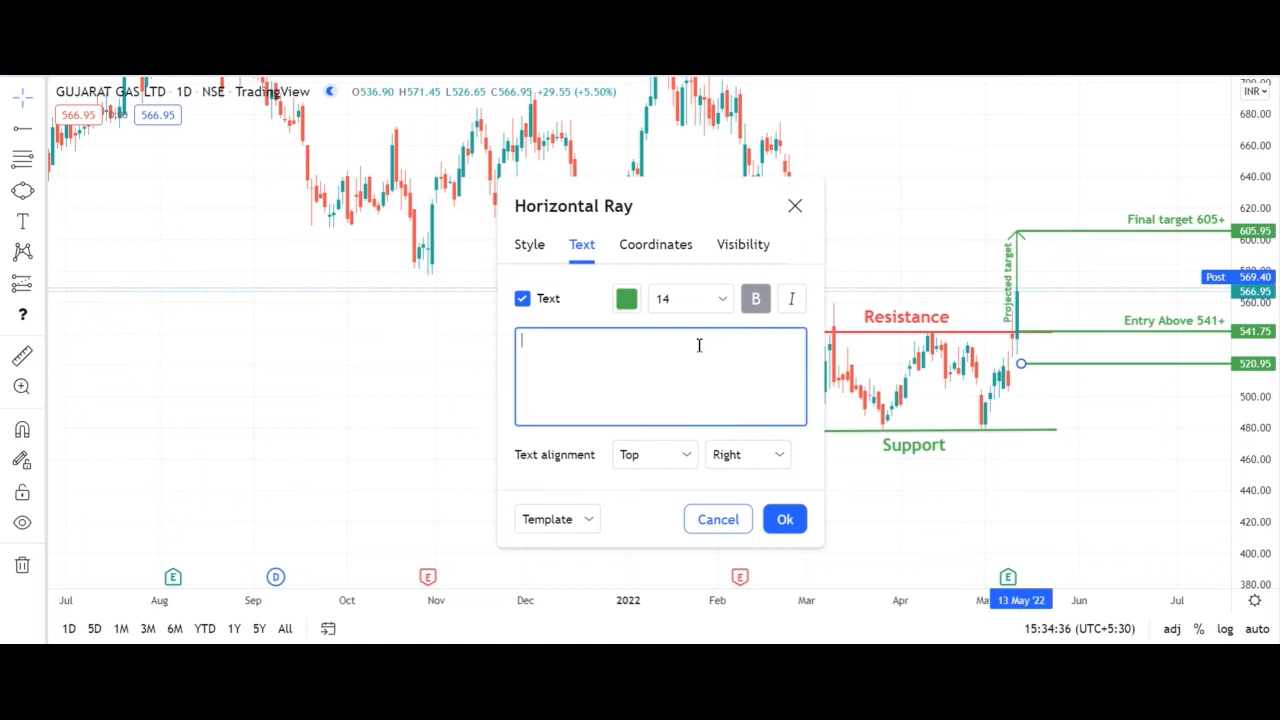 GUJARAT GAS LTD · 1D · NSE · TradingView
O536.90 H571.45 L526.65 C566.95 +29.55 (+5.50%)
INR
566.95
566.95
700.00
680.00
660.00
640.00
620.00
Final target 605+
605.95
600.00
Post 569.40
566.95
560.00
Projected target
Resistance
Entry Above 541+
541.75
520.95
500.00
480.00
Support
460.00
440.00
420.00
400.00
380.00
Horizontal Ray
Style Text Coordinates Visibility
Text 14 B I
Text alignment Top Right
Template Cancel Ok
T
?
E D E E E
Jul Aug Sep Oct Nov Dec 2022 Feb Mar Apr 13 May '22 Jun Jul
1D 5D 1M 3M 6M YTD 1Y 5Y All
15:34:36 (UTC+5:30) adj % log auto